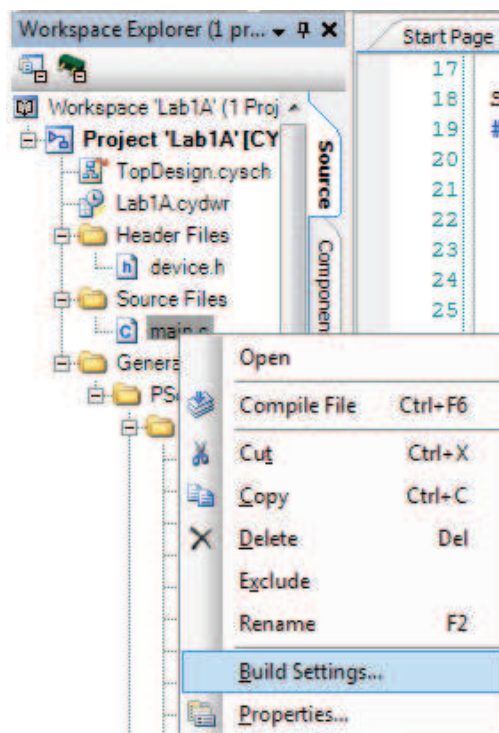 Workspace Explorer (1 pr...
Start Page
Workspace 'Lab1A' (1 Proj
Project 'Lab1A' [CY
TopDesign.cysch
Lab1A.cydwr
Header Files
device.h
Source Files
main.c
Genera
PS
Source
Componen
17
18
19 #
20
21
22
23
24
25
Open
Compile File Ctrl+F6
Cut Ctrl+X
Copy Ctrl+C
Delete Del
Exclude
Rename F2
Build Settings...
Properties...